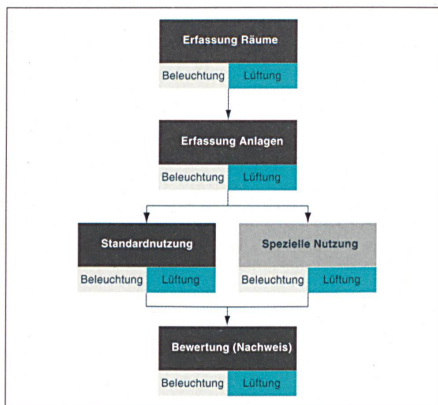 Erfassung Räume
Beleuchtung Lüftung
Erfassung Anlagen
Beleuchtung Lüftung
Standardnutzung Spezielle Nutzung
Beleuchtung Lüftung Beleuchtung Lüftung
Bewertung (Nachweis)
Beleuchtung Lüftung